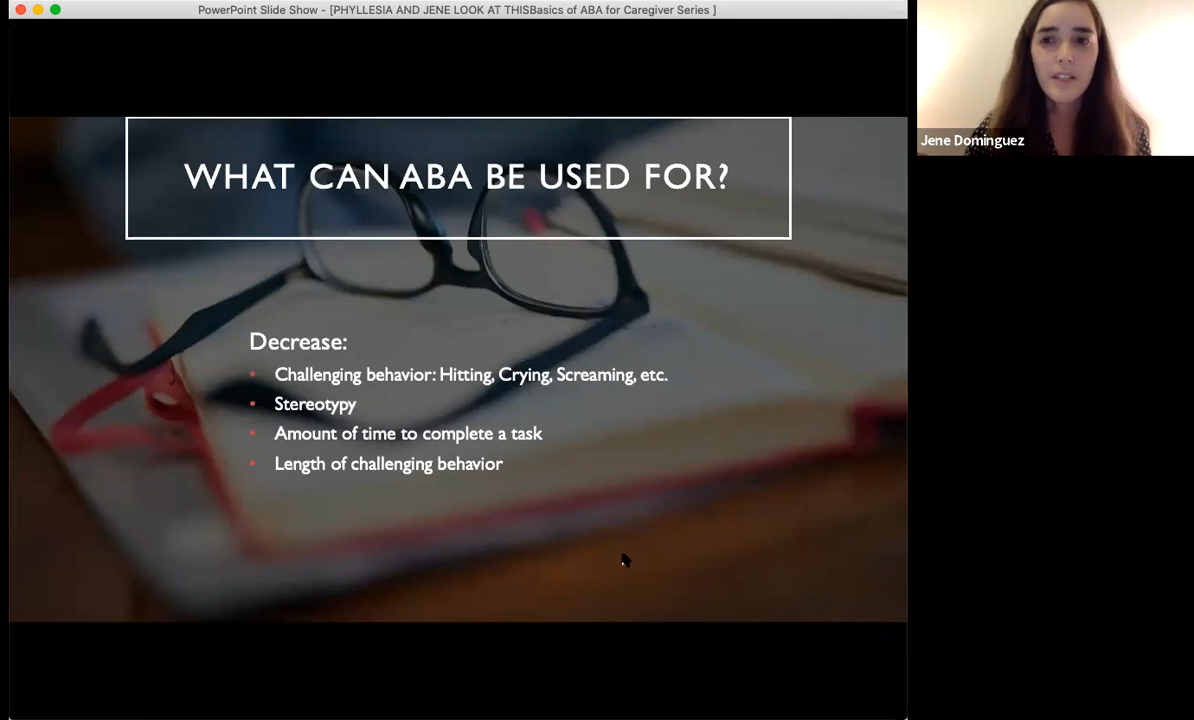 PowerPoint Slide Show - [PHYLLESIA AND JENE LOOK AT THISBasics of ABA for Caregiver Series ]
Jene Dominguez
WHAT CAN ABA BE USED FOR?
Decrease:
• Challenging behavior: Hitting, Crying, Screaming, etc.
• Stereotypy
• Amount of time to complete a task
• Length of challenging behavior